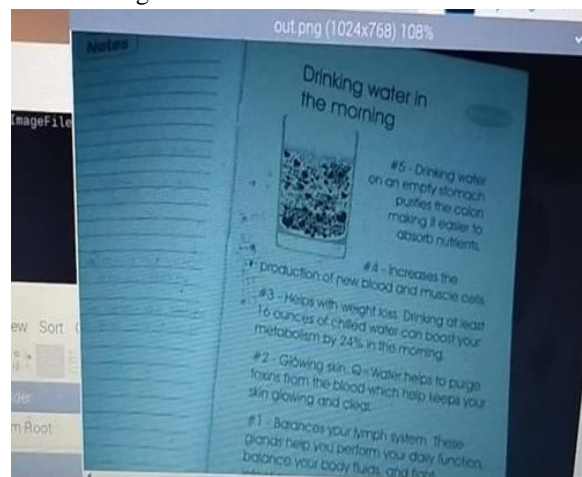 out.png (1024x768) 108%
Notes
ImageFile
Drinking water in
the morning
#5 - Drinking water
on an empty stomach
purifies the colon
making it easier to
absorb nutrients.
#4 - Increases the
production of new blood and muscle cells
#3 - Helps with weight loss. Drinking at least
16 ounces of chilled water can boost your
metabolism by 24% in the morning.
#2 - Glowing skin. Water helps to purge
toxins from the blood which help keeps your
skin glowing and clear.
#1 - Balances your lymph system. These
glands help you perform your daily function,
balance your body fluids, and fight
ew Sort
der
m Root